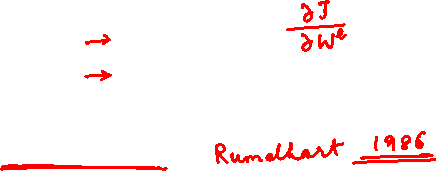 → ∂J/∂W^l
→
Rumelhart 1986